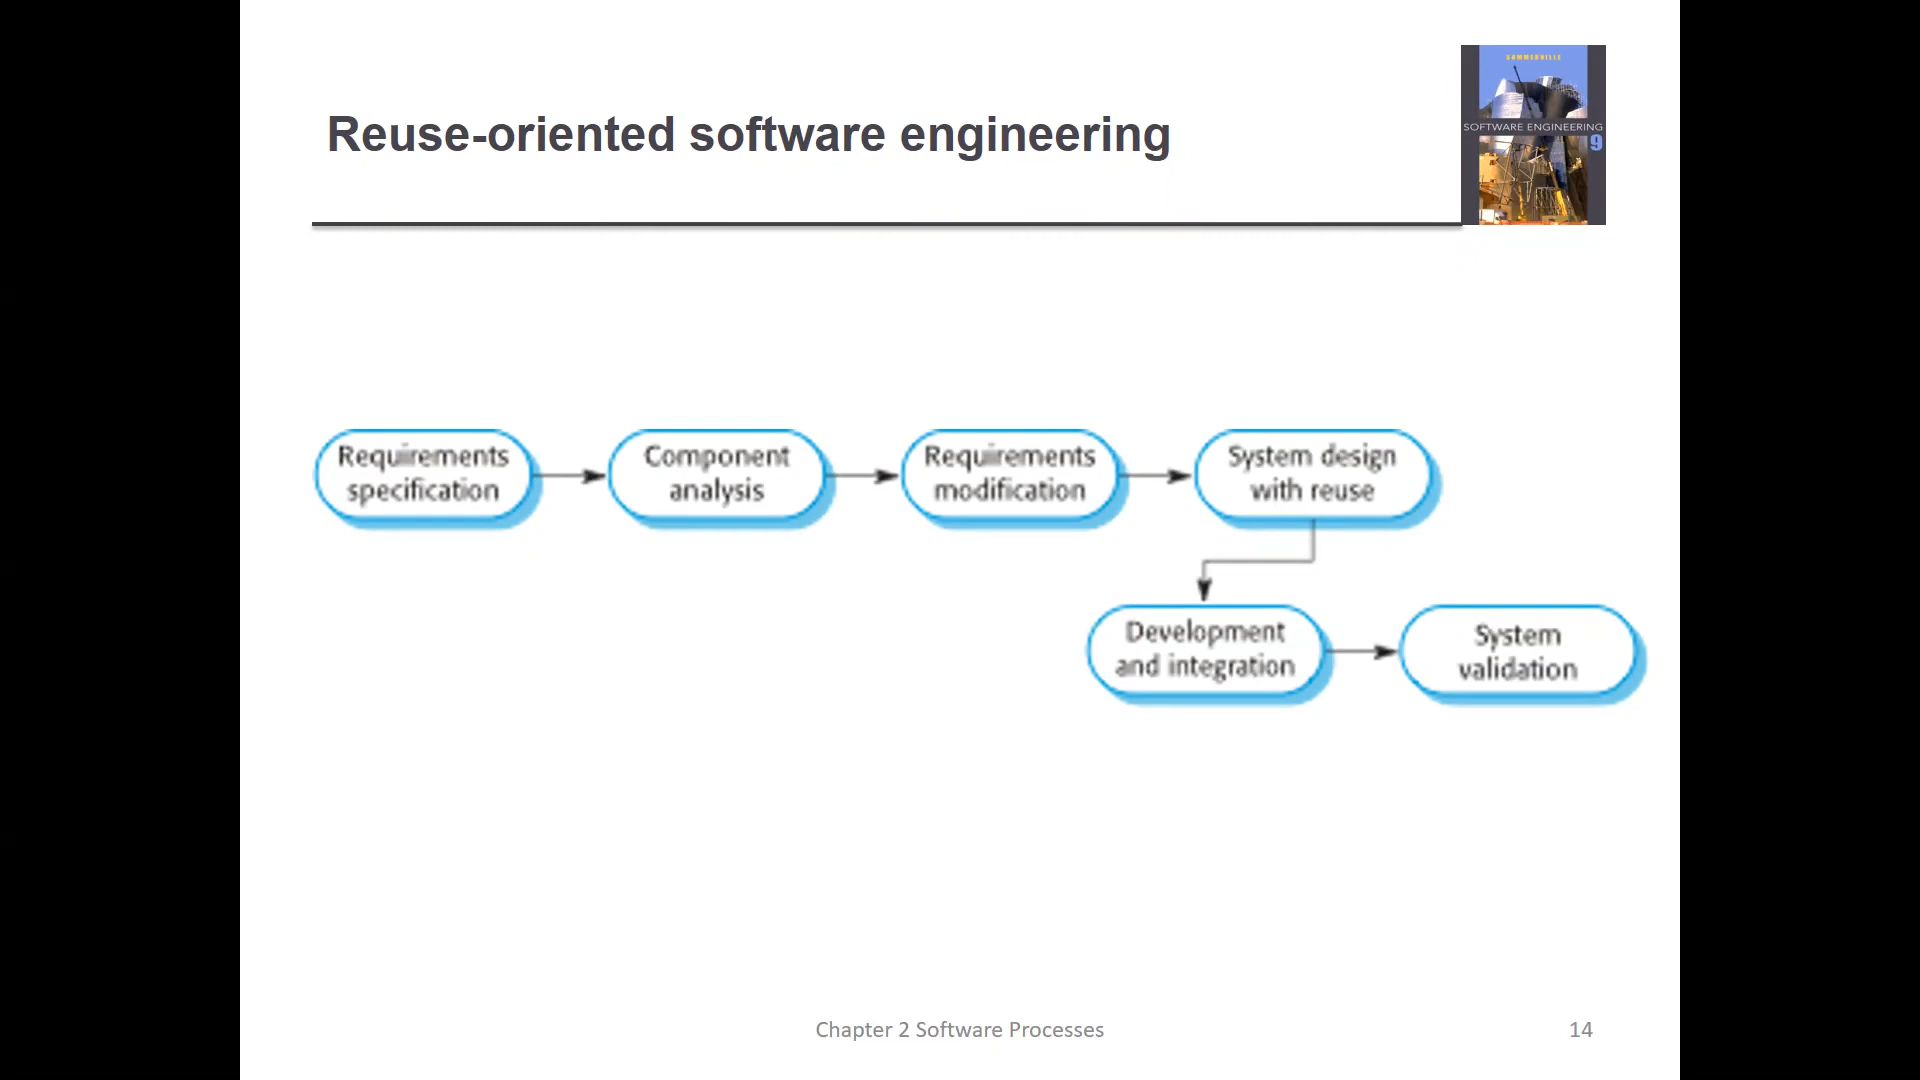 SOMMERVILLE
Reuse-oriented software engineering
SOFTWARE ENGINEERING
9
Requirements
specification
Component
analysis
Requirements
modification
System design
with reuse
Development
and integration
System
validation
Chapter 2 Software Processes
14